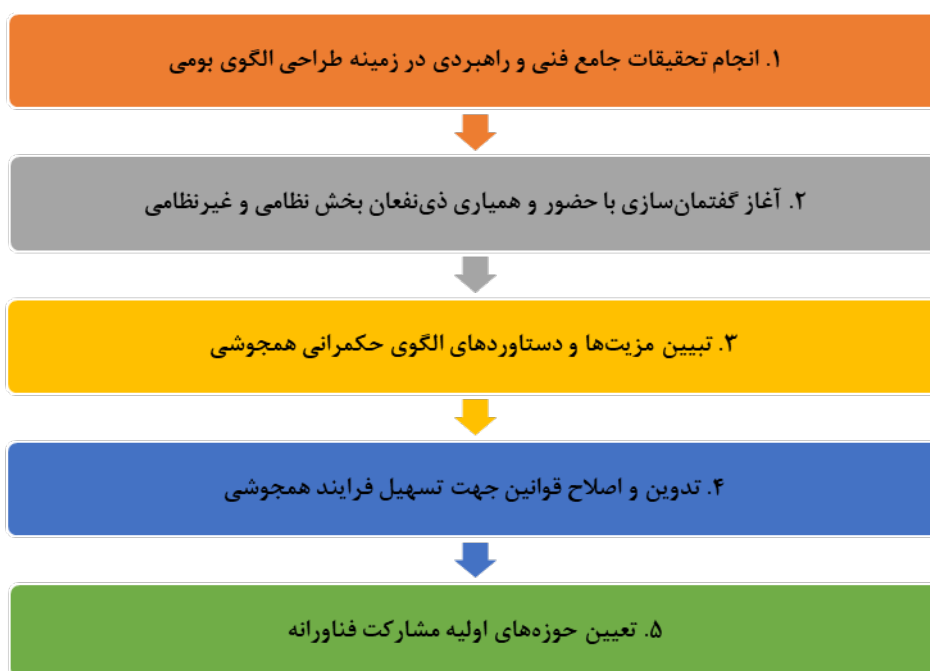 ۱. انجام تحقیقات جامع فنی و راهبردی در زمینه طراحی الگوی بومی
۲. آغاز گفتمان‌سازی با حضور و همیاری ذی‌نفعان بخش نظامی و غیرنظامی
۳. تبیین مزیت‌ها و دستاوردهای الگوی حکمرانی همجوشی
۴. تدوین و اصلاح قوانین جهت تسهیل فرایند همجوشی
۵. تعیین حوزه‌های اولیه مشارکت فناورانه